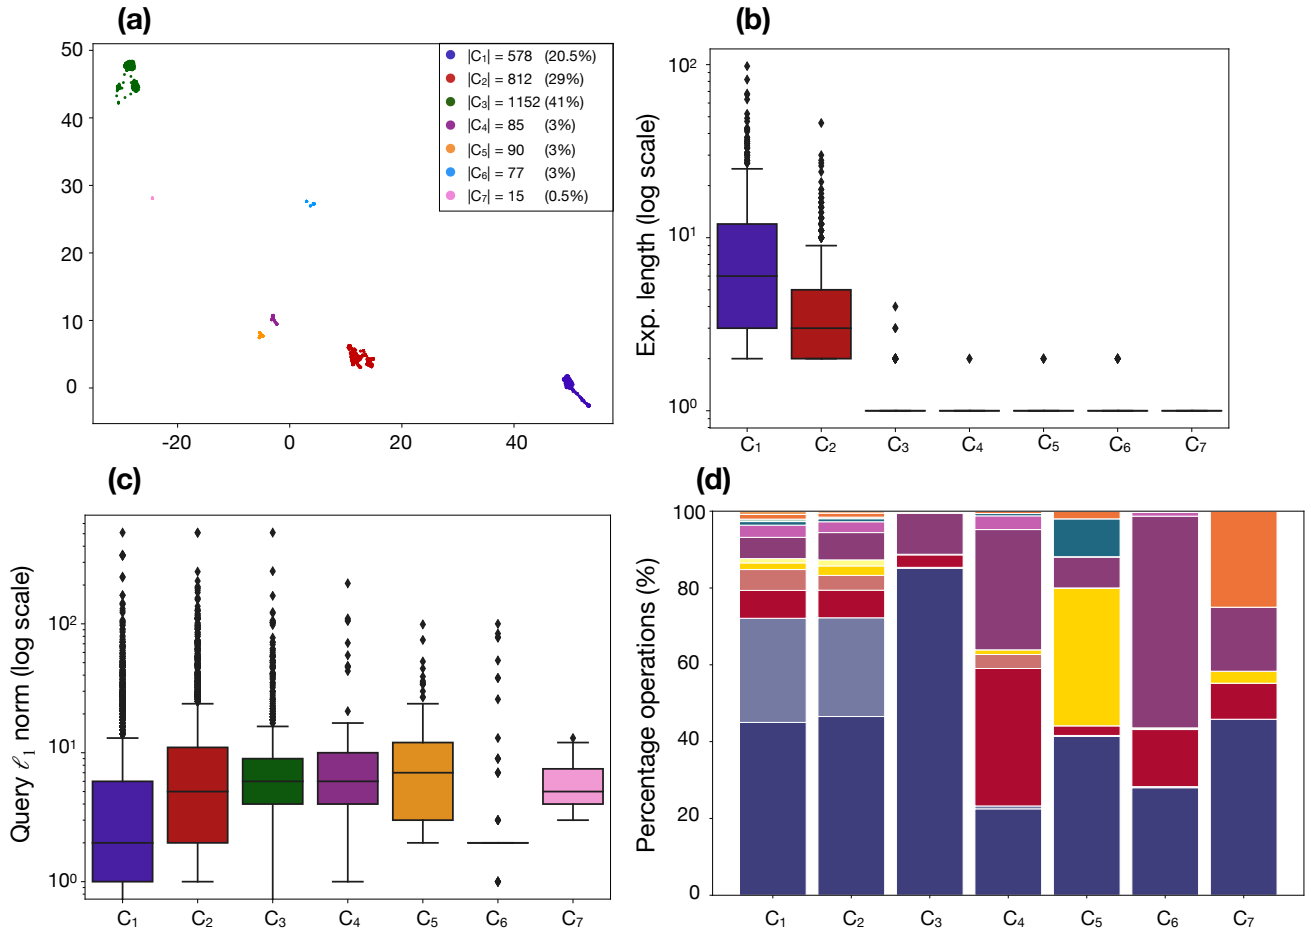 (a)
50
40
30
20
10
0
-20
0
20
40
|C₁| = 578 (20.5%)
|C₂| = 812 (29%)
|C₃| = 1152 (41%)
|C₄| = 85 (3%)
|C₅| = 90 (3%)
|C₆| = 77 (3%)
|C₇| = 15 (0.5%)
(b)
Exp. length (log scale)
10²
10¹
10⁰
C₁ C₂ C₃ C₄ C₅ C₆ C₇
(c)
Query ℓ₁ norm (log scale)
10²
10¹
10⁰
C₁ C₂ C₃ C₄ C₅ C₆ C₇
(d)
Percentage operations (%)
100
80
60
40
20
0
C₁ C₂ C₃ C₄ C₅ C₆ C₇